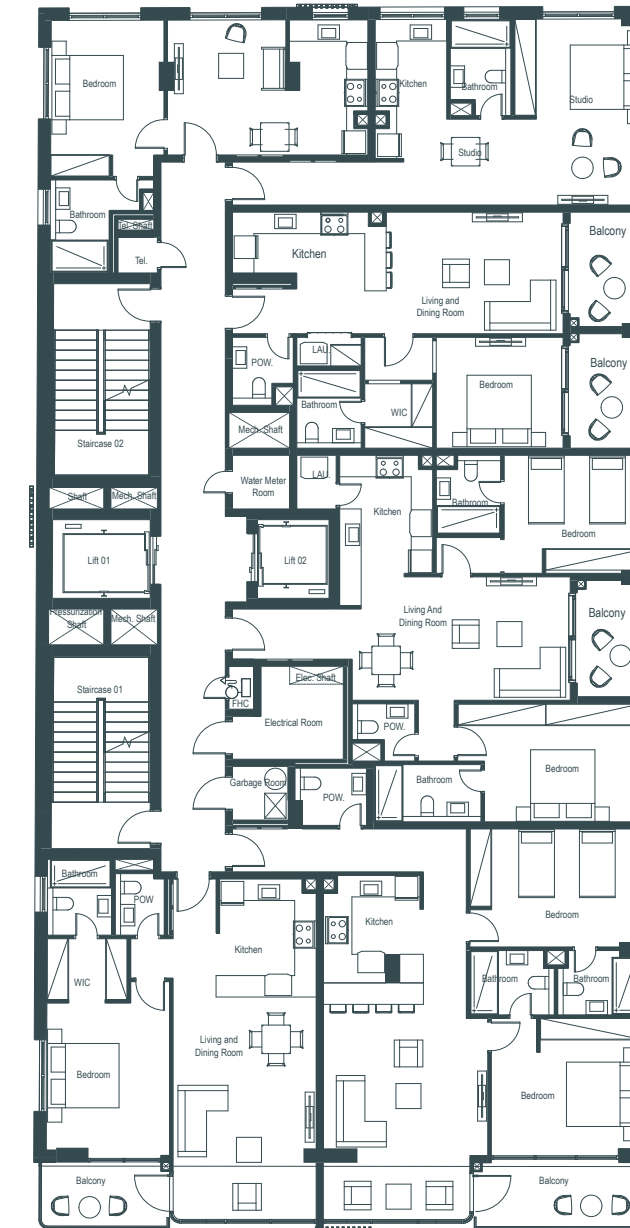 Bedroom
Kitchen
Bathroom
Studio
Studio
Bathroom
Tel. Shaft
Tel.
Kitchen
Balcony
Living and
Dining Room
POW.
LAU.
Balcony
Bedroom
Bathroom
WIC
Staircase 02
Mech. Shaft
Water Meter
Room
LAU.
Kitchen
Bathroom
Bedroom
Shaft
Mech. Shaft
Lift 01
Lift 02
Pressurization
Shaft
Mech. Shaft
Living And
Dining Room
Balcony
Staircase 01
Elec. Shaft
FHC
Electrical Room
POW.
Garbage Room
POW.
Bathroom
Bedroom
Bathroom
POW
Kitchen
Kitchen
Bedroom
WIC
Bathroom
Bathroom
Living and
Dining Room
Bedroom
Bedroom
Balcony
Balcony